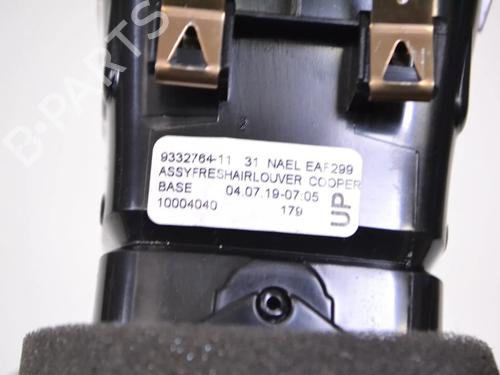 9332764-11 31 NAEL EAF299
ASSYFRESHAIRLOUVER COOPER
BASE 04.07.19-07:05
10004040 179
UP
B-PARTS